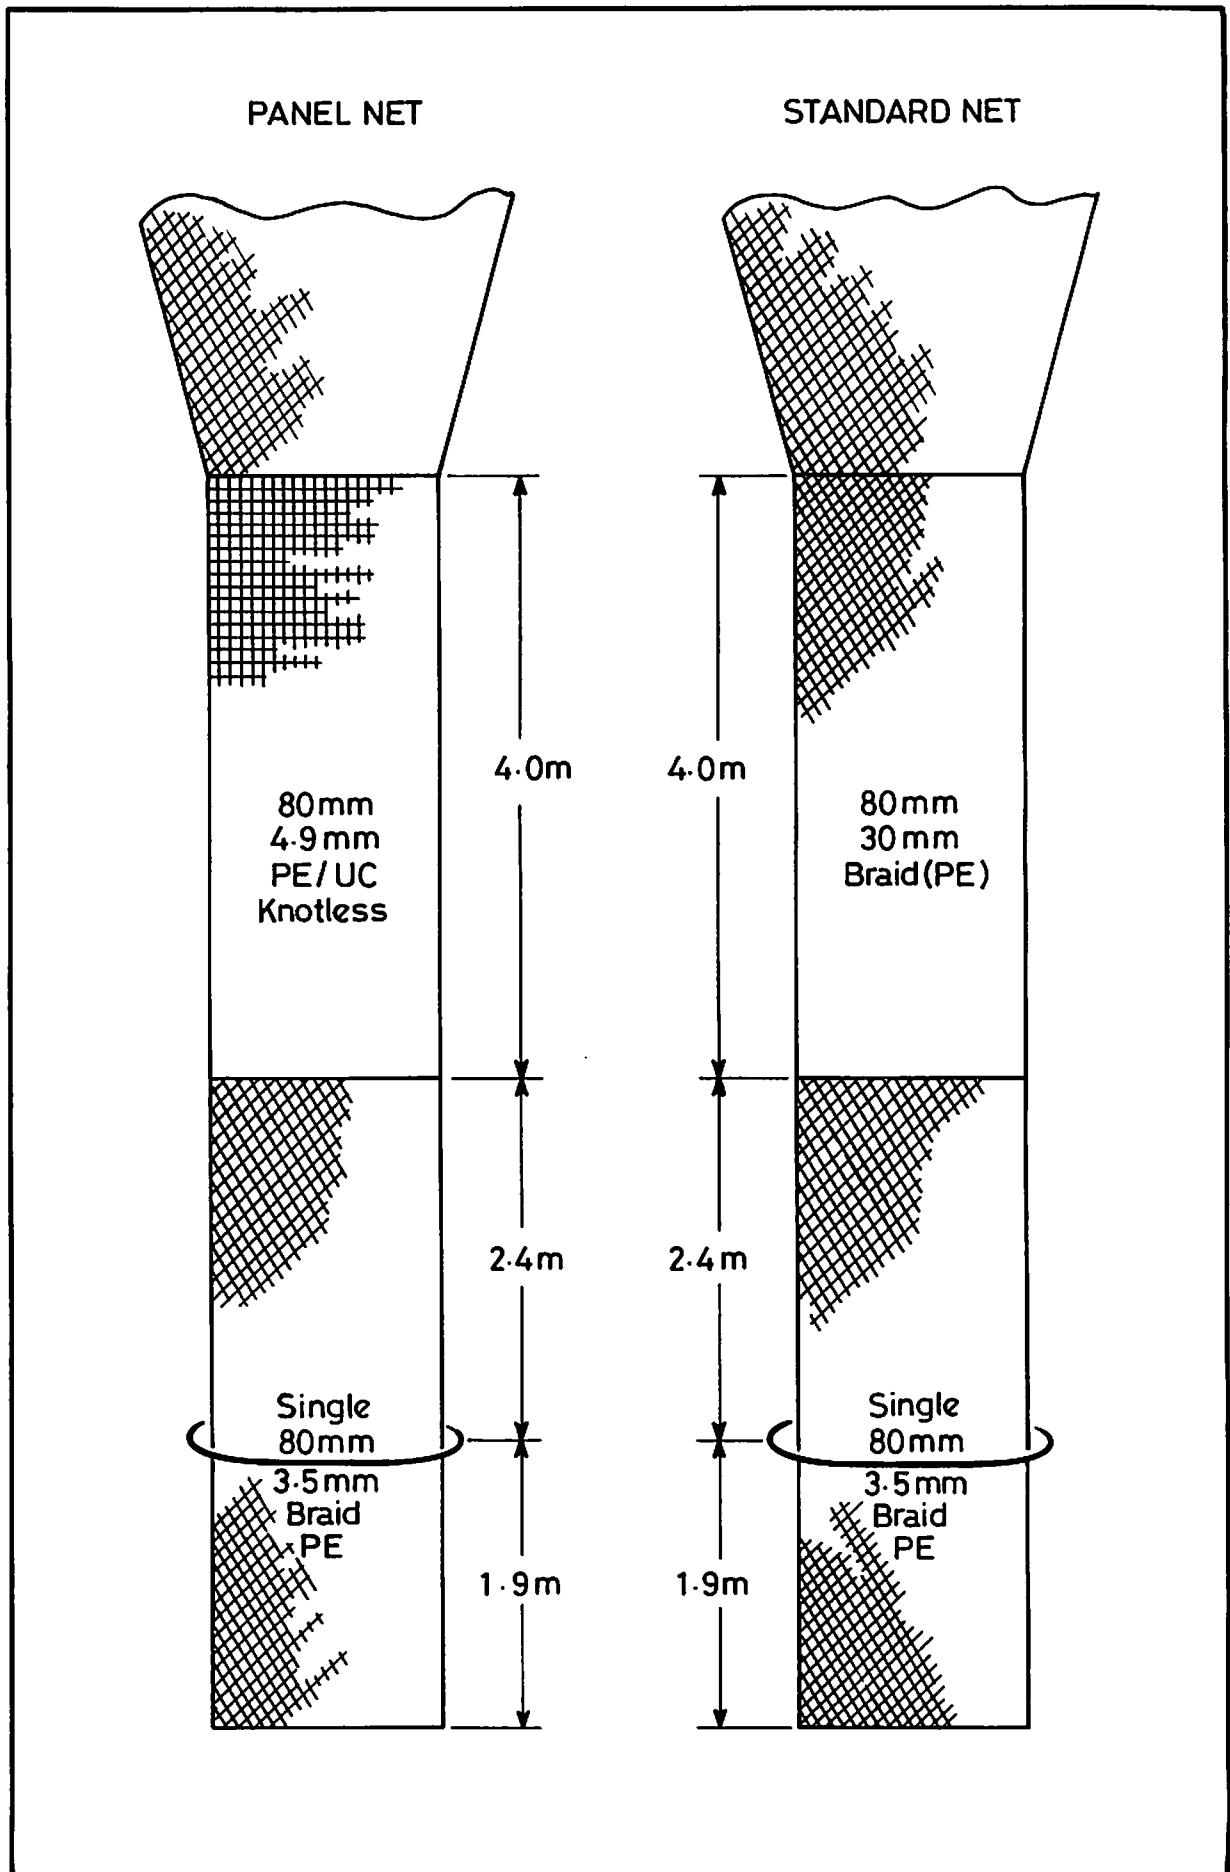 PANEL NET
STANDARD NET
4·0m
4·0m
80mm
4·9mm
PE/UC
Knotless
80mm
30mm
Braid(PE)
2·4m
2·4m
Single
80mm
3·5mm
Braid
PE
Single
80mm
3·5mm
Braid
PE
1·9m
1·9m